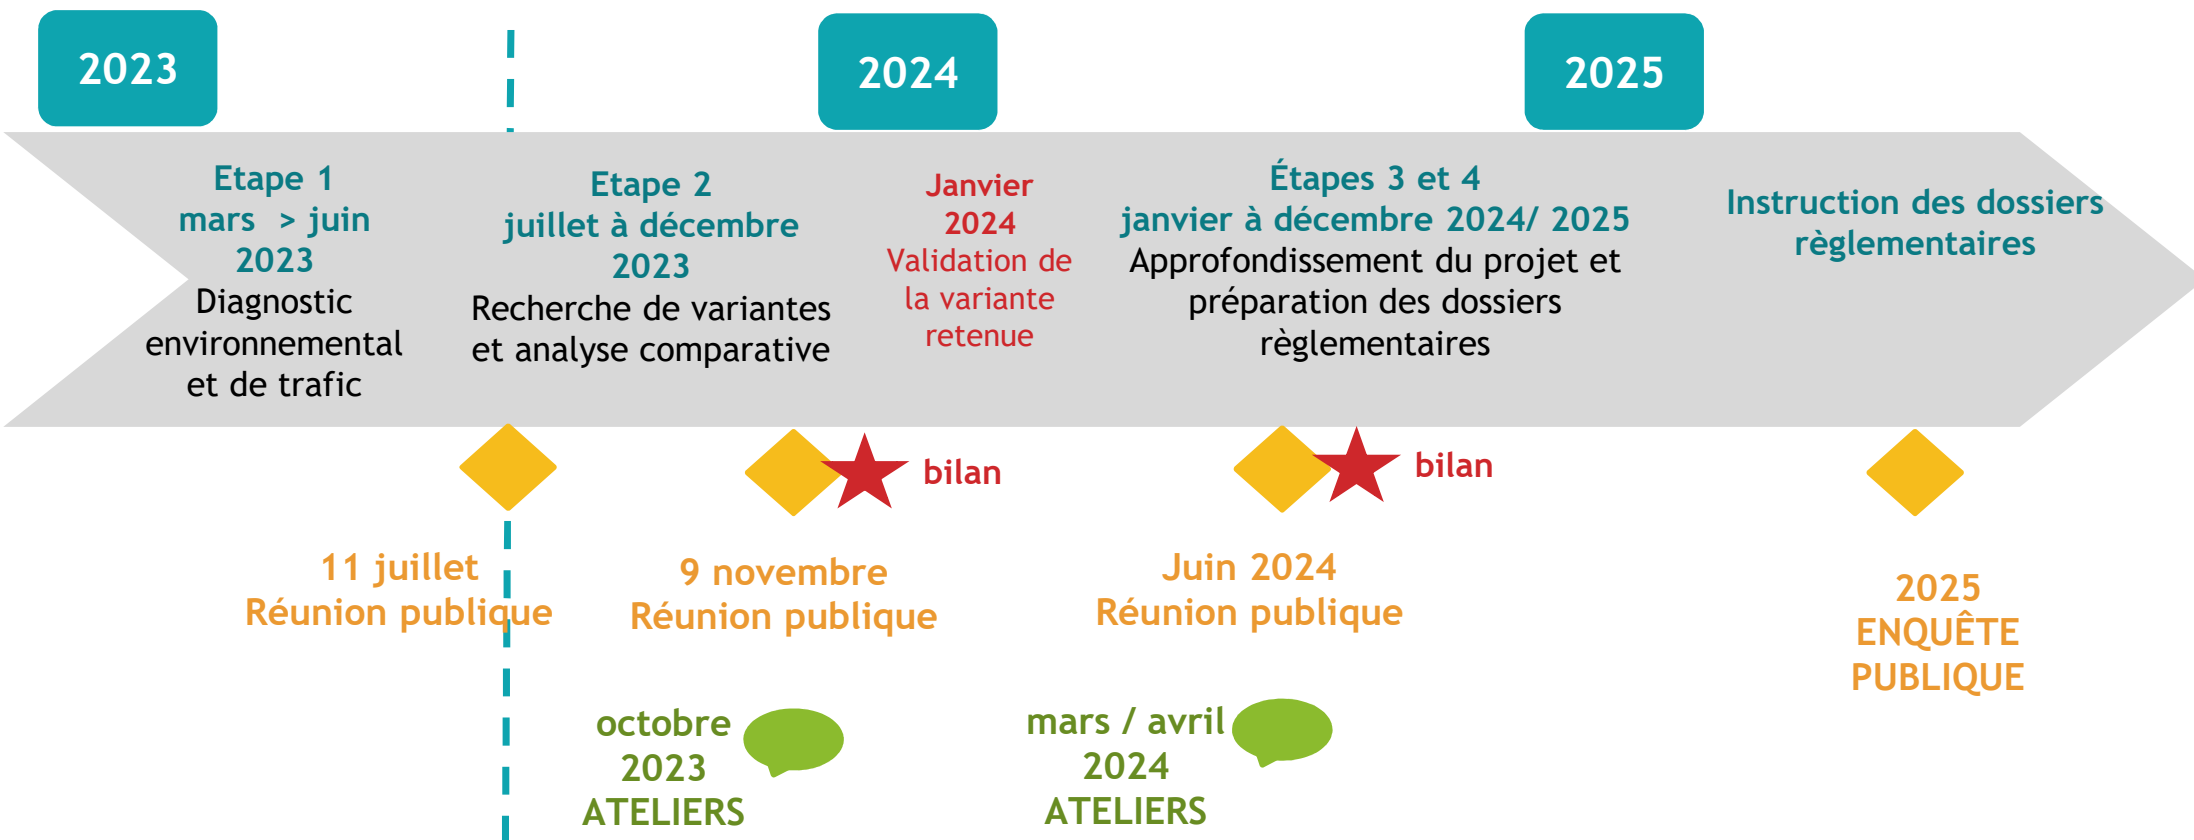 2023
2024
2025
Etape 1
mars > juin
2023
Diagnostic
environnemental
et de trafic
Etape 2
juillet à décembre
2023
Recherche de variantes
et analyse comparative
Janvier
2024
Validation de
la variante
retenue
Étapes 3 et 4
janvier à décembre 2024/ 2025
Approfondissement du projet et
préparation des dossiers
règlementaires
Instruction des dossiers
règlementaires
bilan
bilan
11 juillet
Réunion publique
9 novembre
Réunion publique
Juin 2024
Réunion publique
2025
ENQUÊTE
PUBLIQUE
octobre
2023
ATELIERS
mars / avril
2024
ATELIERS